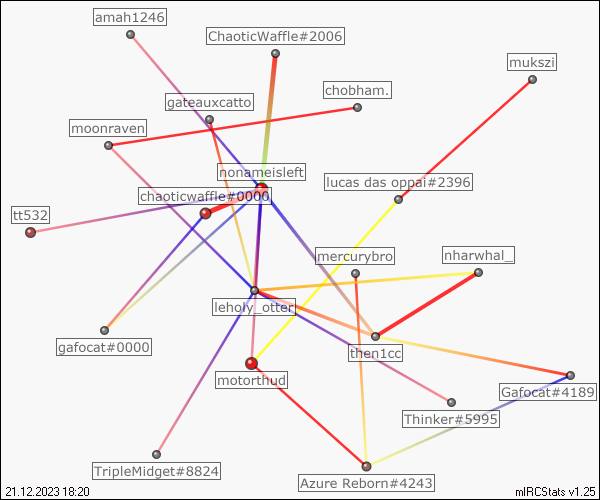 amah1246
ChaoticWaffle#2006
mukszi
chobham.
gateauxcatto
moonraven
nonameisleft
lucas das oppai#2396
chaoticwaffle#0000
tt532
mercurybro
nharwhal_
leholy_otter
gafocat#0000
then1cc
motorthud
Gafocat#4189
Thinker#5995
TripleMidget#8824
Azure Reborn#4243
21.12.2023 18:20
mIRCStats v1.25